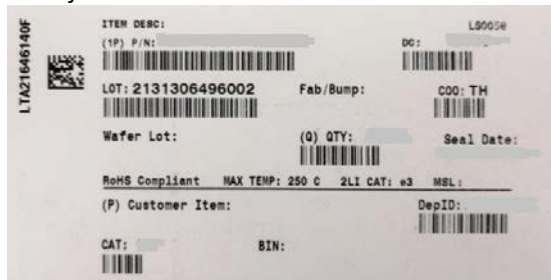 LTA21646140F
ITEM DESC:
(1P) P/N: DC:
LOT: 2131306496002 Fab/Bump: COO: TH
Wafer Lot: (Q) QTY: Seal Date:
RoHS Compliant MAX TEMP: 250 C 2LI CAT: e3 MSL:
(P) Customer Item: DepID:
CAT: BIN: